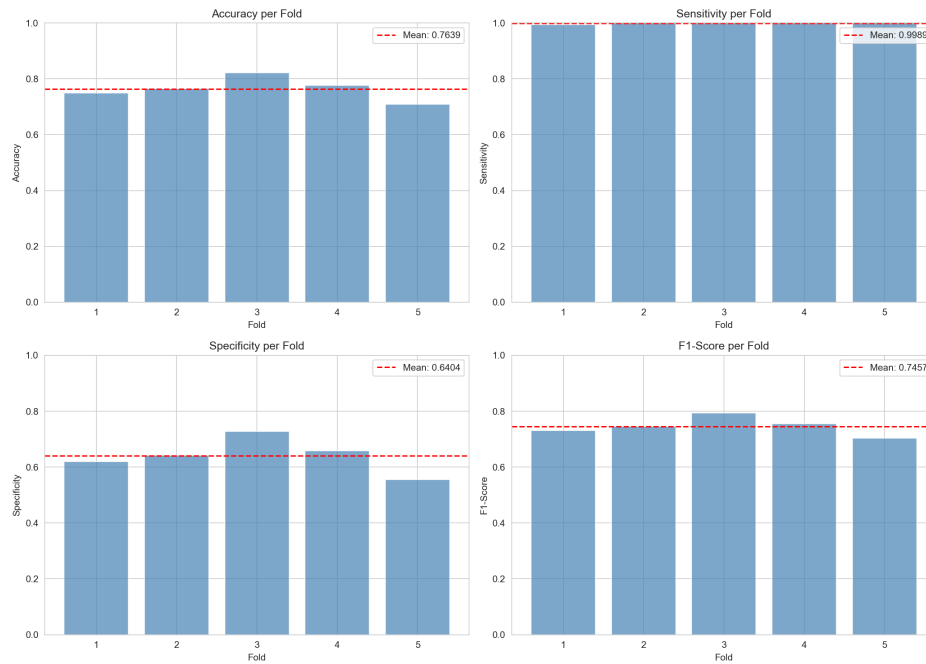 Accuracy per Fold
Mean: 0.7639
1.0
0.8
0.6
0.4
0.2
0.0
Accuracy
1 2 3 4 5
Fold
Sensitivity per Fold
Mean: 0.9989
1.0
0.8
0.6
0.4
0.2
0.0
Sensitivity
1 2 3 4 5
Fold
Specificity per Fold
Mean: 0.6404
1.0
0.8
0.6
0.4
0.2
0.0
Specificity
1 2 3 4 5
Fold
F1-Score per Fold
Mean: 0.7457
1.0
0.8
0.6
0.4
0.2
0.0
F1-Score
1 2 3 4 5
Fold